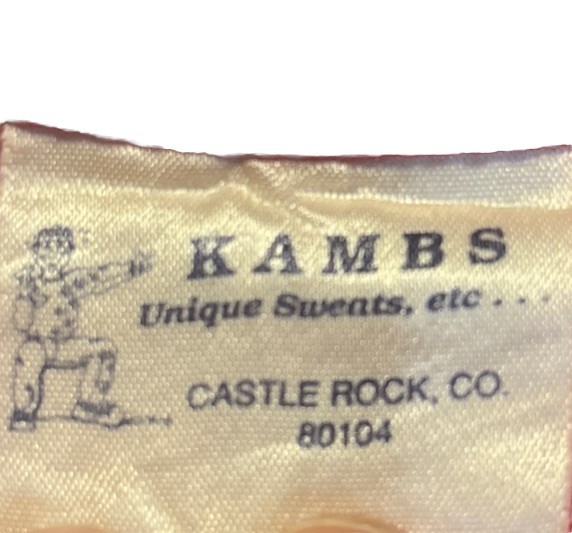 KAMBS
Unique Sweats, etc . . .
CASTLE ROCK, CO.
80104